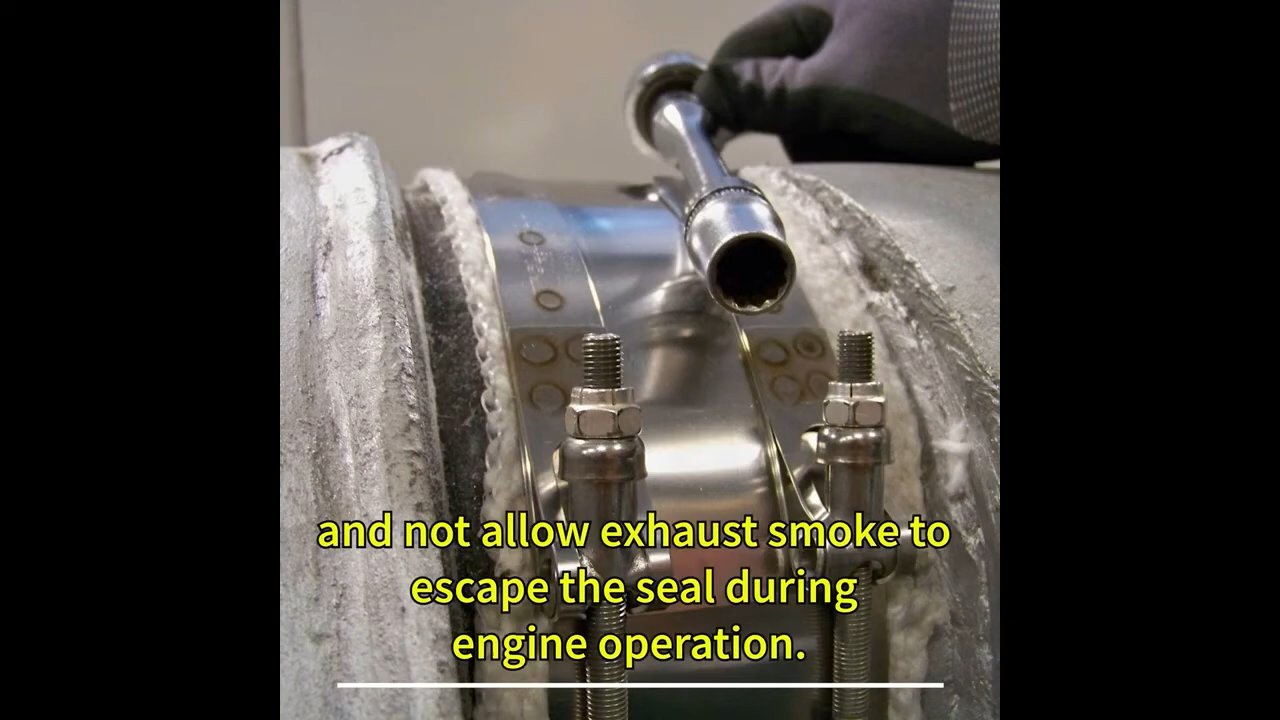 and not allow exhaust smoke to
escape the seal during
engine operation.